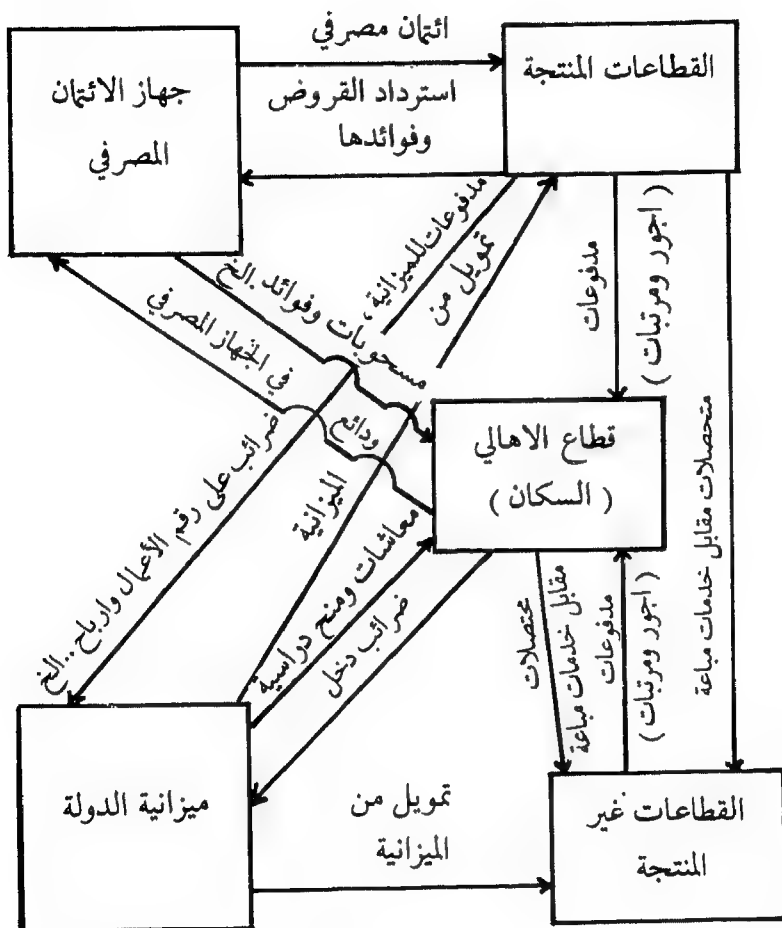 ائتمان مصرفي
القطاعات المنتجة
جهاز الائتمان
المصرفي
استرداد القروض
وفوائدها
مدفوعات للميزانية،
ضرائب على رقم الأعمال وارباح ..الخ
تمويل من
الميزانية
مدفوعات
( اجور ومرتبات )
متحصلات مقابل خدمات مباعة
مسحوبات وفوائد .. الخ
ودائع
في الجهاز المصرفي
قطاع الاهالي
( السكان )
معاشات ومنح دراسية
ضرائب دخل
محتصلات
مقابل خدمات مباعة
مدفوعات
( اجور ومرتبات )
ميزانية الدولة
تمويل من
الميزانية
القطاعات غير
المنتجة